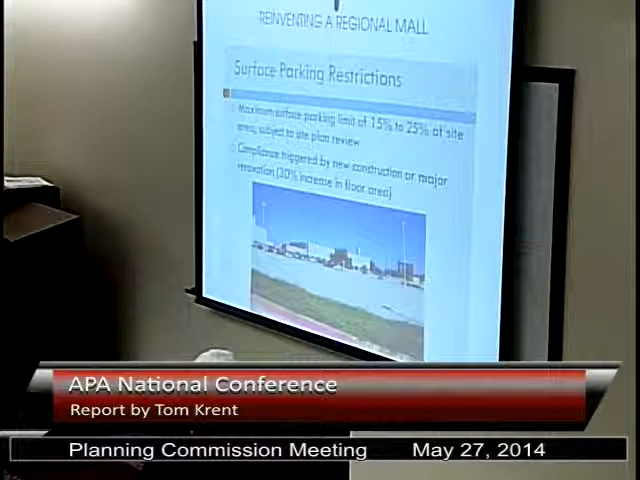 REINVENTING A REGIONAL MALL
Surface Parking Restrictions
Maximum surface parking limit of 15% to 25% of site
area, subject to site plan review
Compliance triggered by new construction or major
renovation (30% increase in floor area)
APA National Conference
Report by Tom Krent
Planning Commission Meeting May 27, 2014